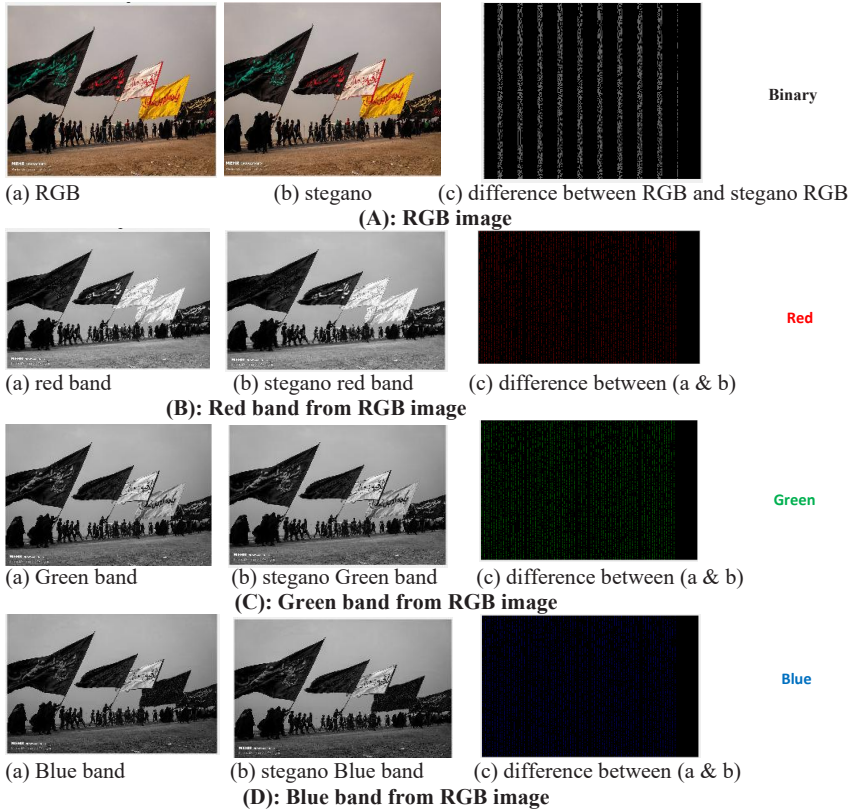 Binary
(a) RGB (b) stegano (c) difference between RGB and stegano RGB
(A): RGB image
Red
(a) red band (b) stegano red band (c) difference between (a & b)
(B): Red band from RGB image
Green
(a) Green band (b) stegano Green band (c) difference between (a & b)
(C): Green band from RGB image
Blue
(a) Blue band (b) stegano Blue band (c) difference between (a & b)
(D): Blue band from RGB image